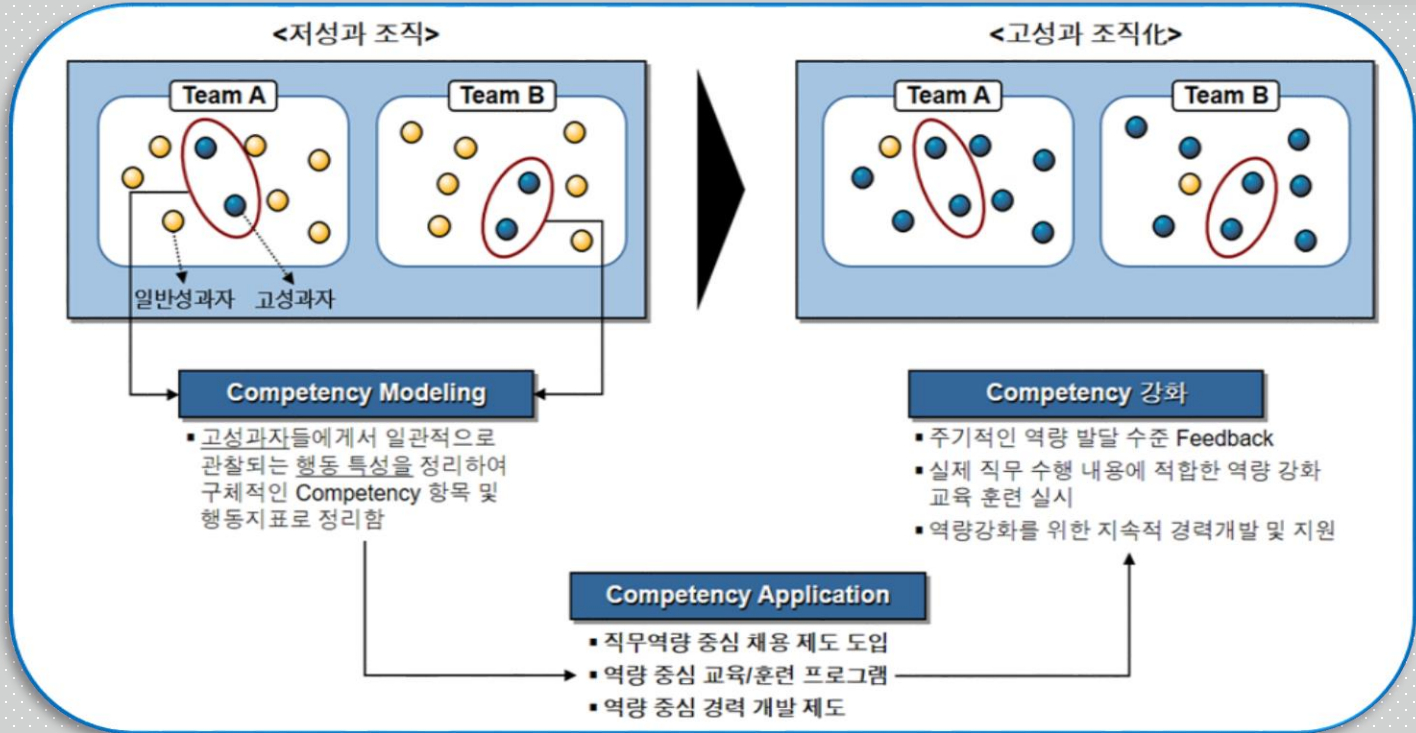 <저성과 조직>
<고성과 조직化>
Team A
Team B
Team A
Team B
일반성과자
고성과자
Competency Modeling
▪ 고성과자들에게서 일관적으로
관찰되는 행동 특성을 정리하여
구체적인 Competency 항목 및
행동지표로 정리함
Competency 강화
▪ 주기적인 역량 발달 수준 Feedback
▪ 실제 직무 수행 내용에 적합한 역량 강화
교육 훈련 실시
▪ 역량강화를 위한 지속적 경력개발 및 지원
Competency Application
▪ 직무역량 중심 채용 제도 도입
▪ 역량 중심 교육/훈련 프로그램
▪ 역량 중심 경력 개발 제도